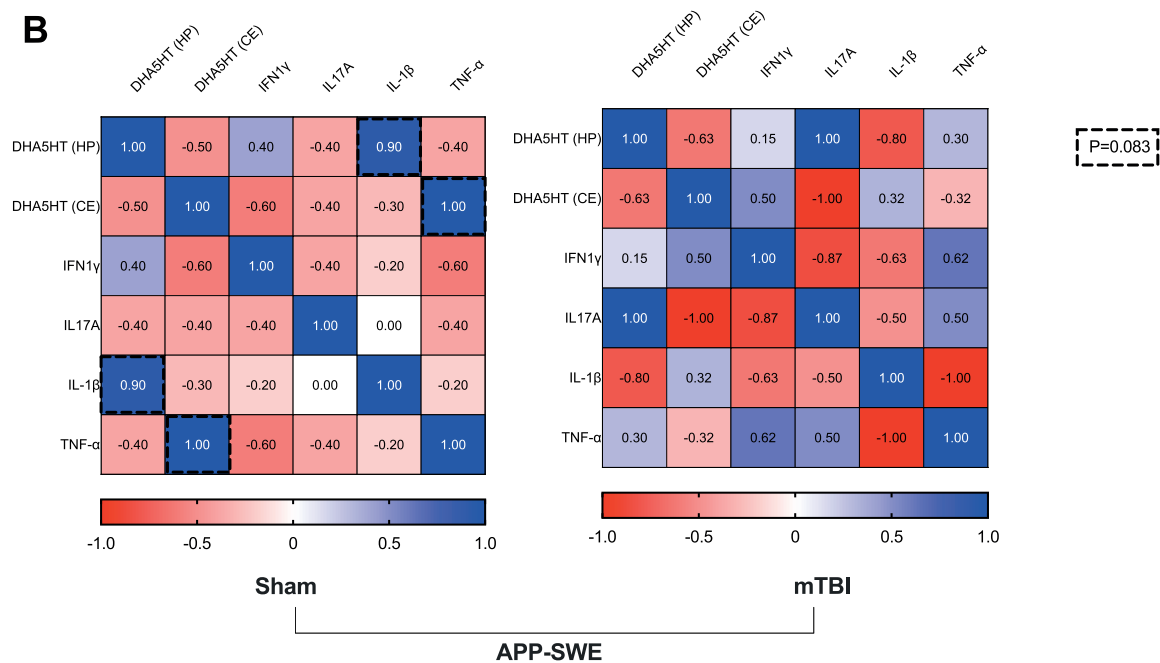 B
DHA5HT (HP) DHA5HT (CE) IFN1γ IL17A IL-1β TNF-α
DHA5HT (HP) 1.00 -0.50 0.40 -0.40 0.90 -0.40
DHA5HT (CE) -0.50 1.00 -0.60 -0.40 -0.30 1.00
IFN1γ 0.40 -0.60 1.00 -0.40 -0.20 -0.60
IL17A -0.40 -0.40 -0.40 1.00 0.00 -0.40
IL-1β 0.90 -0.30 -0.20 0.00 1.00 -0.20
TNF-α -0.40 1.00 -0.60 -0.40 -0.20 1.00
-1.0 -0.5 0 0.5 1.0
Sham
DHA5HT (HP) DHA5HT (CE) IFN1γ IL17A IL-1β TNF-α
DHA5HT (HP) 1.00 -0.63 0.15 1.00 -0.80 0.30
DHA5HT (CE) -0.63 1.00 0.50 -1.00 0.32 -0.32
IFN1γ 0.15 0.50 1.00 -0.87 -0.63 0.62
IL17A 1.00 -1.00 -0.87 1.00 -0.50 0.50
IL-1β -0.80 0.32 -0.63 -0.50 1.00 -1.00
TNF-α 0.30 -0.32 0.62 0.50 -1.00 1.00
-1.0 -0.5 0 0.5 1.0
mTBI
P=0.083
APP-SWE